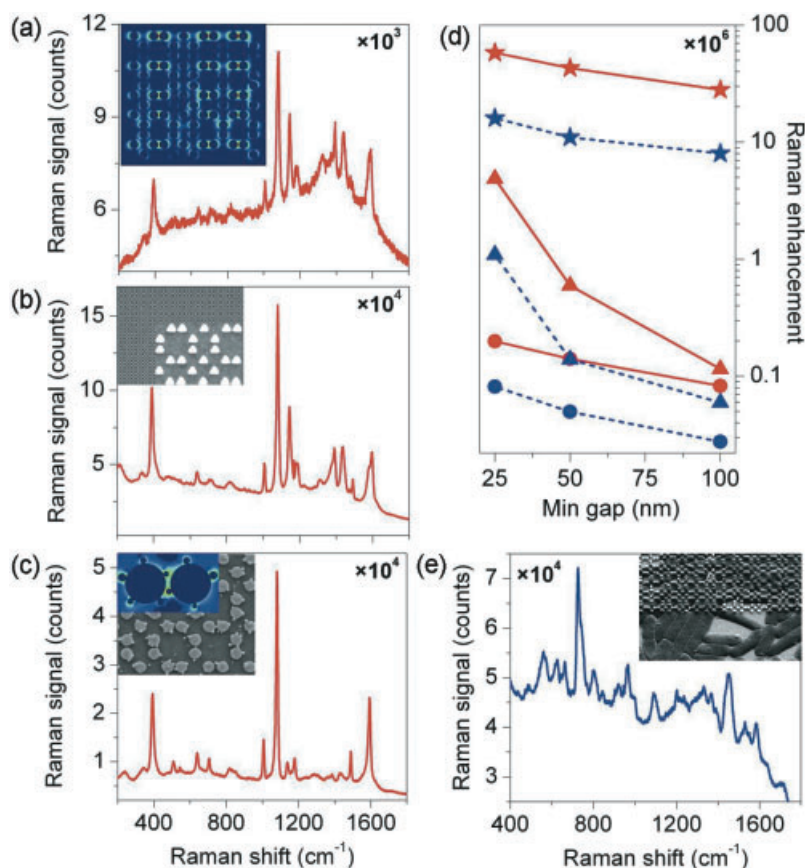 (a)
×10³
12
9
6
Raman signal (counts)
(b)
×10⁴
15
10
5
Raman signal (counts)
(c)
×10⁴
5
4
3
2
1
Raman signal (counts)
400 800 1200 1600
Raman shift (cm⁻¹)
(d)
×10⁶
100
10
1
0.1
Raman enhancement
25 50 75 100
Min gap (nm)
(e)
×10⁴
7
6
5
4
3
Raman signal (counts)
400 800 1200 1600
Raman shift (cm⁻¹)